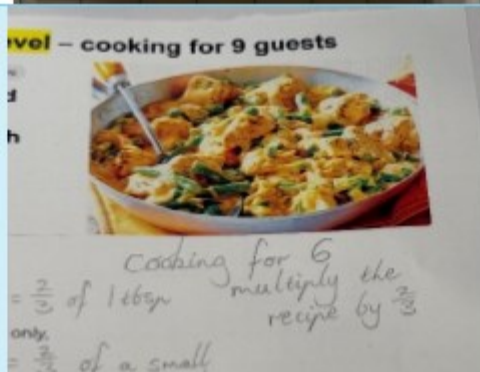 vel – cooking for 9 guests
h
Cooking for 6
= 2/3 of 1 tbsp multiply the
recipe by 2/3
only.
= 2/3 of a small